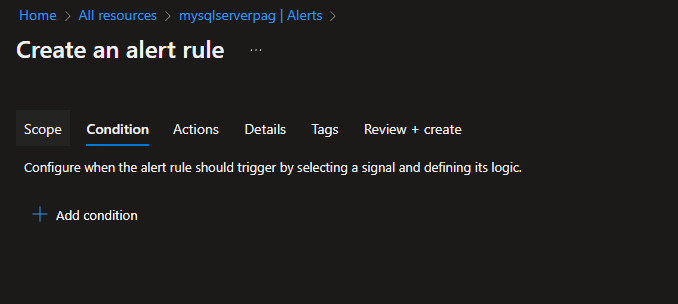 Home > All resources > mysqlserverpag | Alerts >
Create an alert rule ...
Scope Condition Actions Details Tags Review + create
Configure when the alert rule should trigger by selecting a signal and defining its logic.
+ Add condition